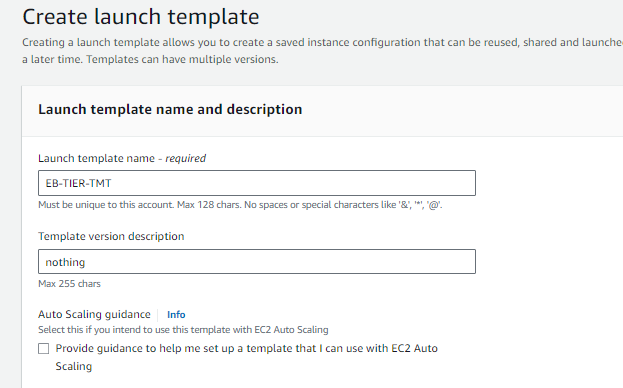 Create launch template
Creating a launch template allows you to create a saved instance configuration that can be reused, shared and launched
a later time. Templates can have multiple versions.
Launch template name and description
Launch template name - required
EB-TIER-TMT
Must be unique to this account. Max 128 chars. No spaces or special characters like '&', '*', '@'.
Template version description
nothing
Max 255 chars
Auto Scaling guidance Info
Select this if you intend to use this template with EC2 Auto Scaling
Provide guidance to help me set up a template that I can use with EC2 Auto
Scaling